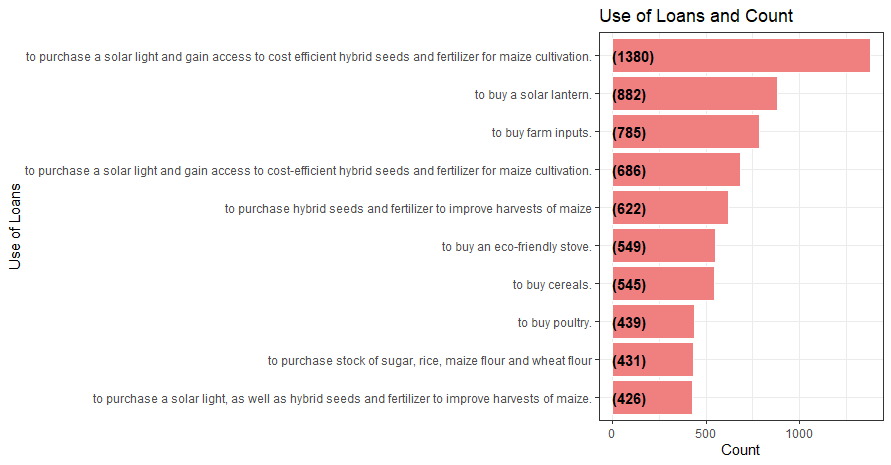 Use of Loans and Count
Use of Loans
to purchase a solar light and gain access to cost efficient hybrid seeds and fertilizer for maize cultivation. (1380)
to buy a solar lantern. (882)
to buy farm inputs. (785)
to purchase a solar light and gain access to cost-efficient hybrid seeds and fertilizer for maize cultivation. (686)
to purchase hybrid seeds and fertilizer to improve harvests of maize (622)
to buy an eco-friendly stove. (549)
to buy cereals. (545)
to buy poultry. (439)
to purchase stock of sugar, rice, maize flour and wheat flour (431)
to purchase a solar light, as well as hybrid seeds and fertilizer to improve harvests of maize. (426)
0 500 1000
Count